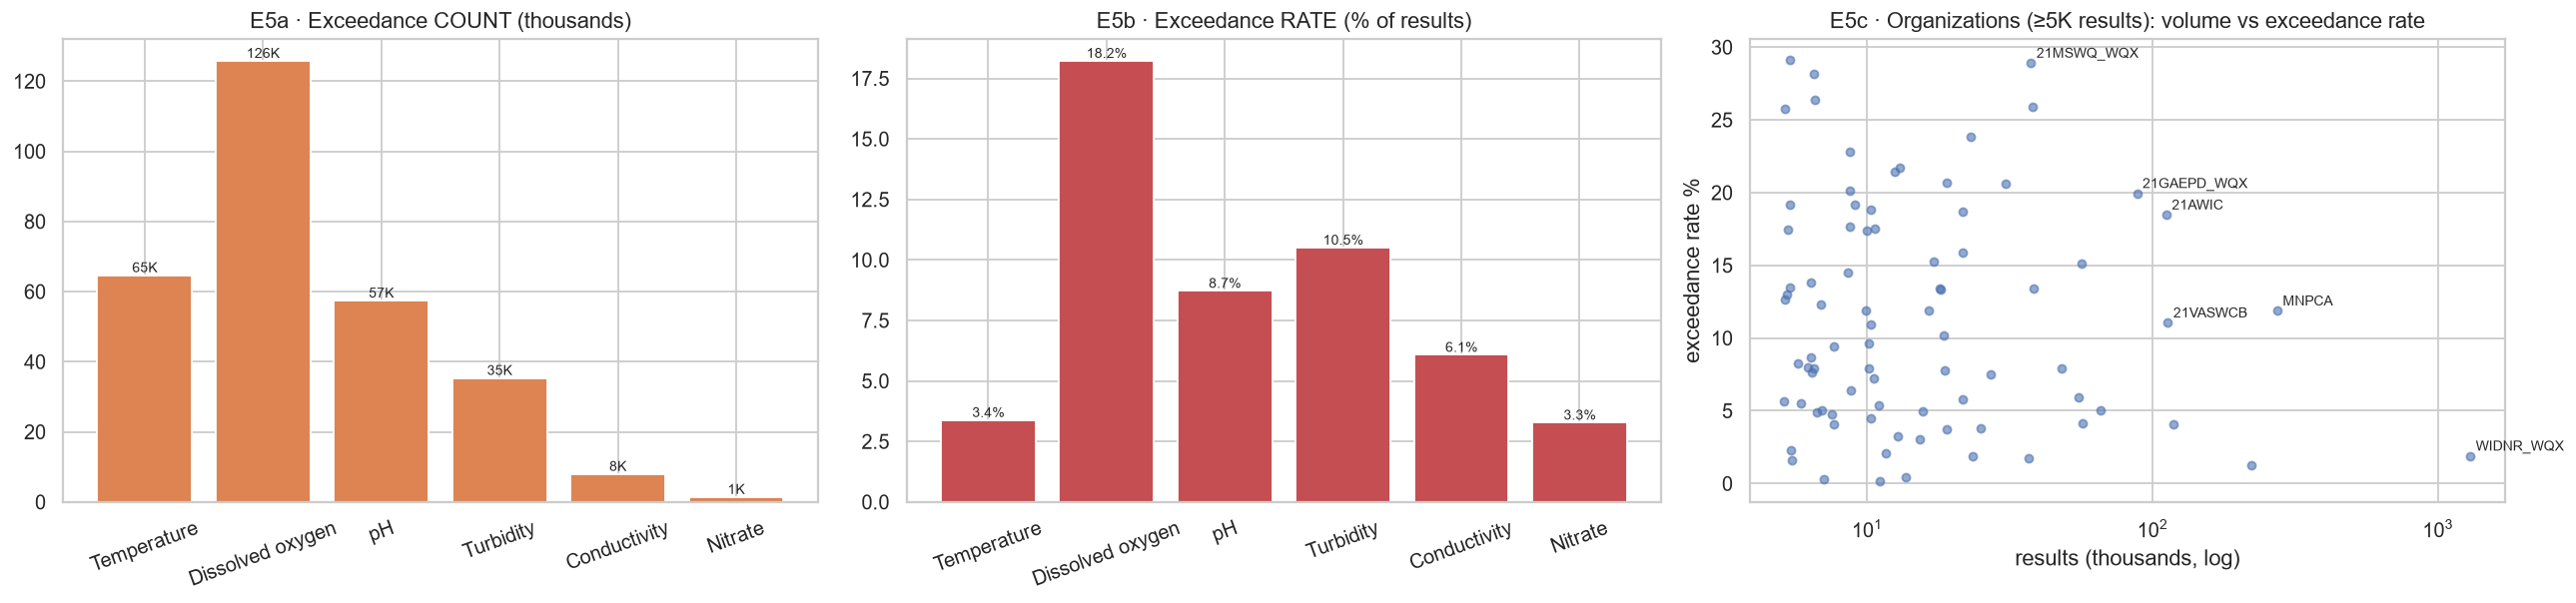 E5a · Exceedance COUNT (thousands)
120
100
80
60
40
20
0
65K
126K
57K
35K
8K
1K
Temperature
Dissolved oxygen
pH
Turbidity
Conductivity
Nitrate
E5b · Exceedance RATE (% of results)
17.5
15.0
12.5
10.0
7.5
5.0
2.5
0.0
3.4%
18.2%
8.7%
10.5%
6.1%
3.3%
Temperature
Dissolved oxygen
pH
Turbidity
Conductivity
Nitrate
E5c · Organizations (≥5K results): volume vs exceedance rate
exceedance rate %
30
25
20
15
10
5
0
21MSWQ_WQX
21GAEPD_WQX
21AWIC
MNPCA
21VASWCB
WIDNR_WQX
10¹
10²
10³
results (thousands, log)